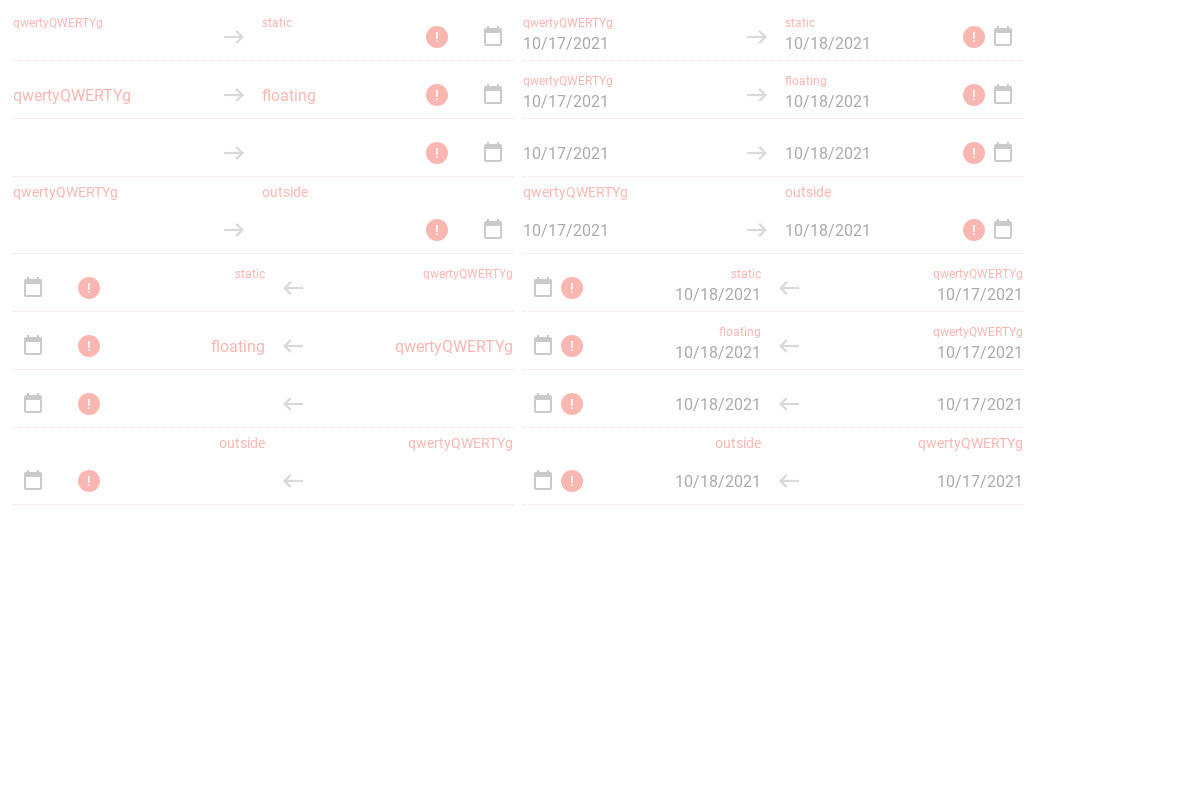 qwertyQWERTYg static qwertyQWERTYg static
10/17/2021 10/18/2021
qwertyQWERTYg floating
qwertyQWERTYg floating 10/17/2021 10/18/2021
10/17/2021 10/18/2021
qwertyQWERTYg outside qwertyQWERTYg outside
10/17/2021 10/18/2021
static qwertyQWERTYg static qwertyQWERTYg
10/18/2021 10/17/2021
floating qwertyQWERTYg
floating qwertyQWERTYg 10/18/2021 10/17/2021
10/18/2021 10/17/2021
outside qwertyQWERTYg outside qwertyQWERTYg
10/18/2021 10/17/2021